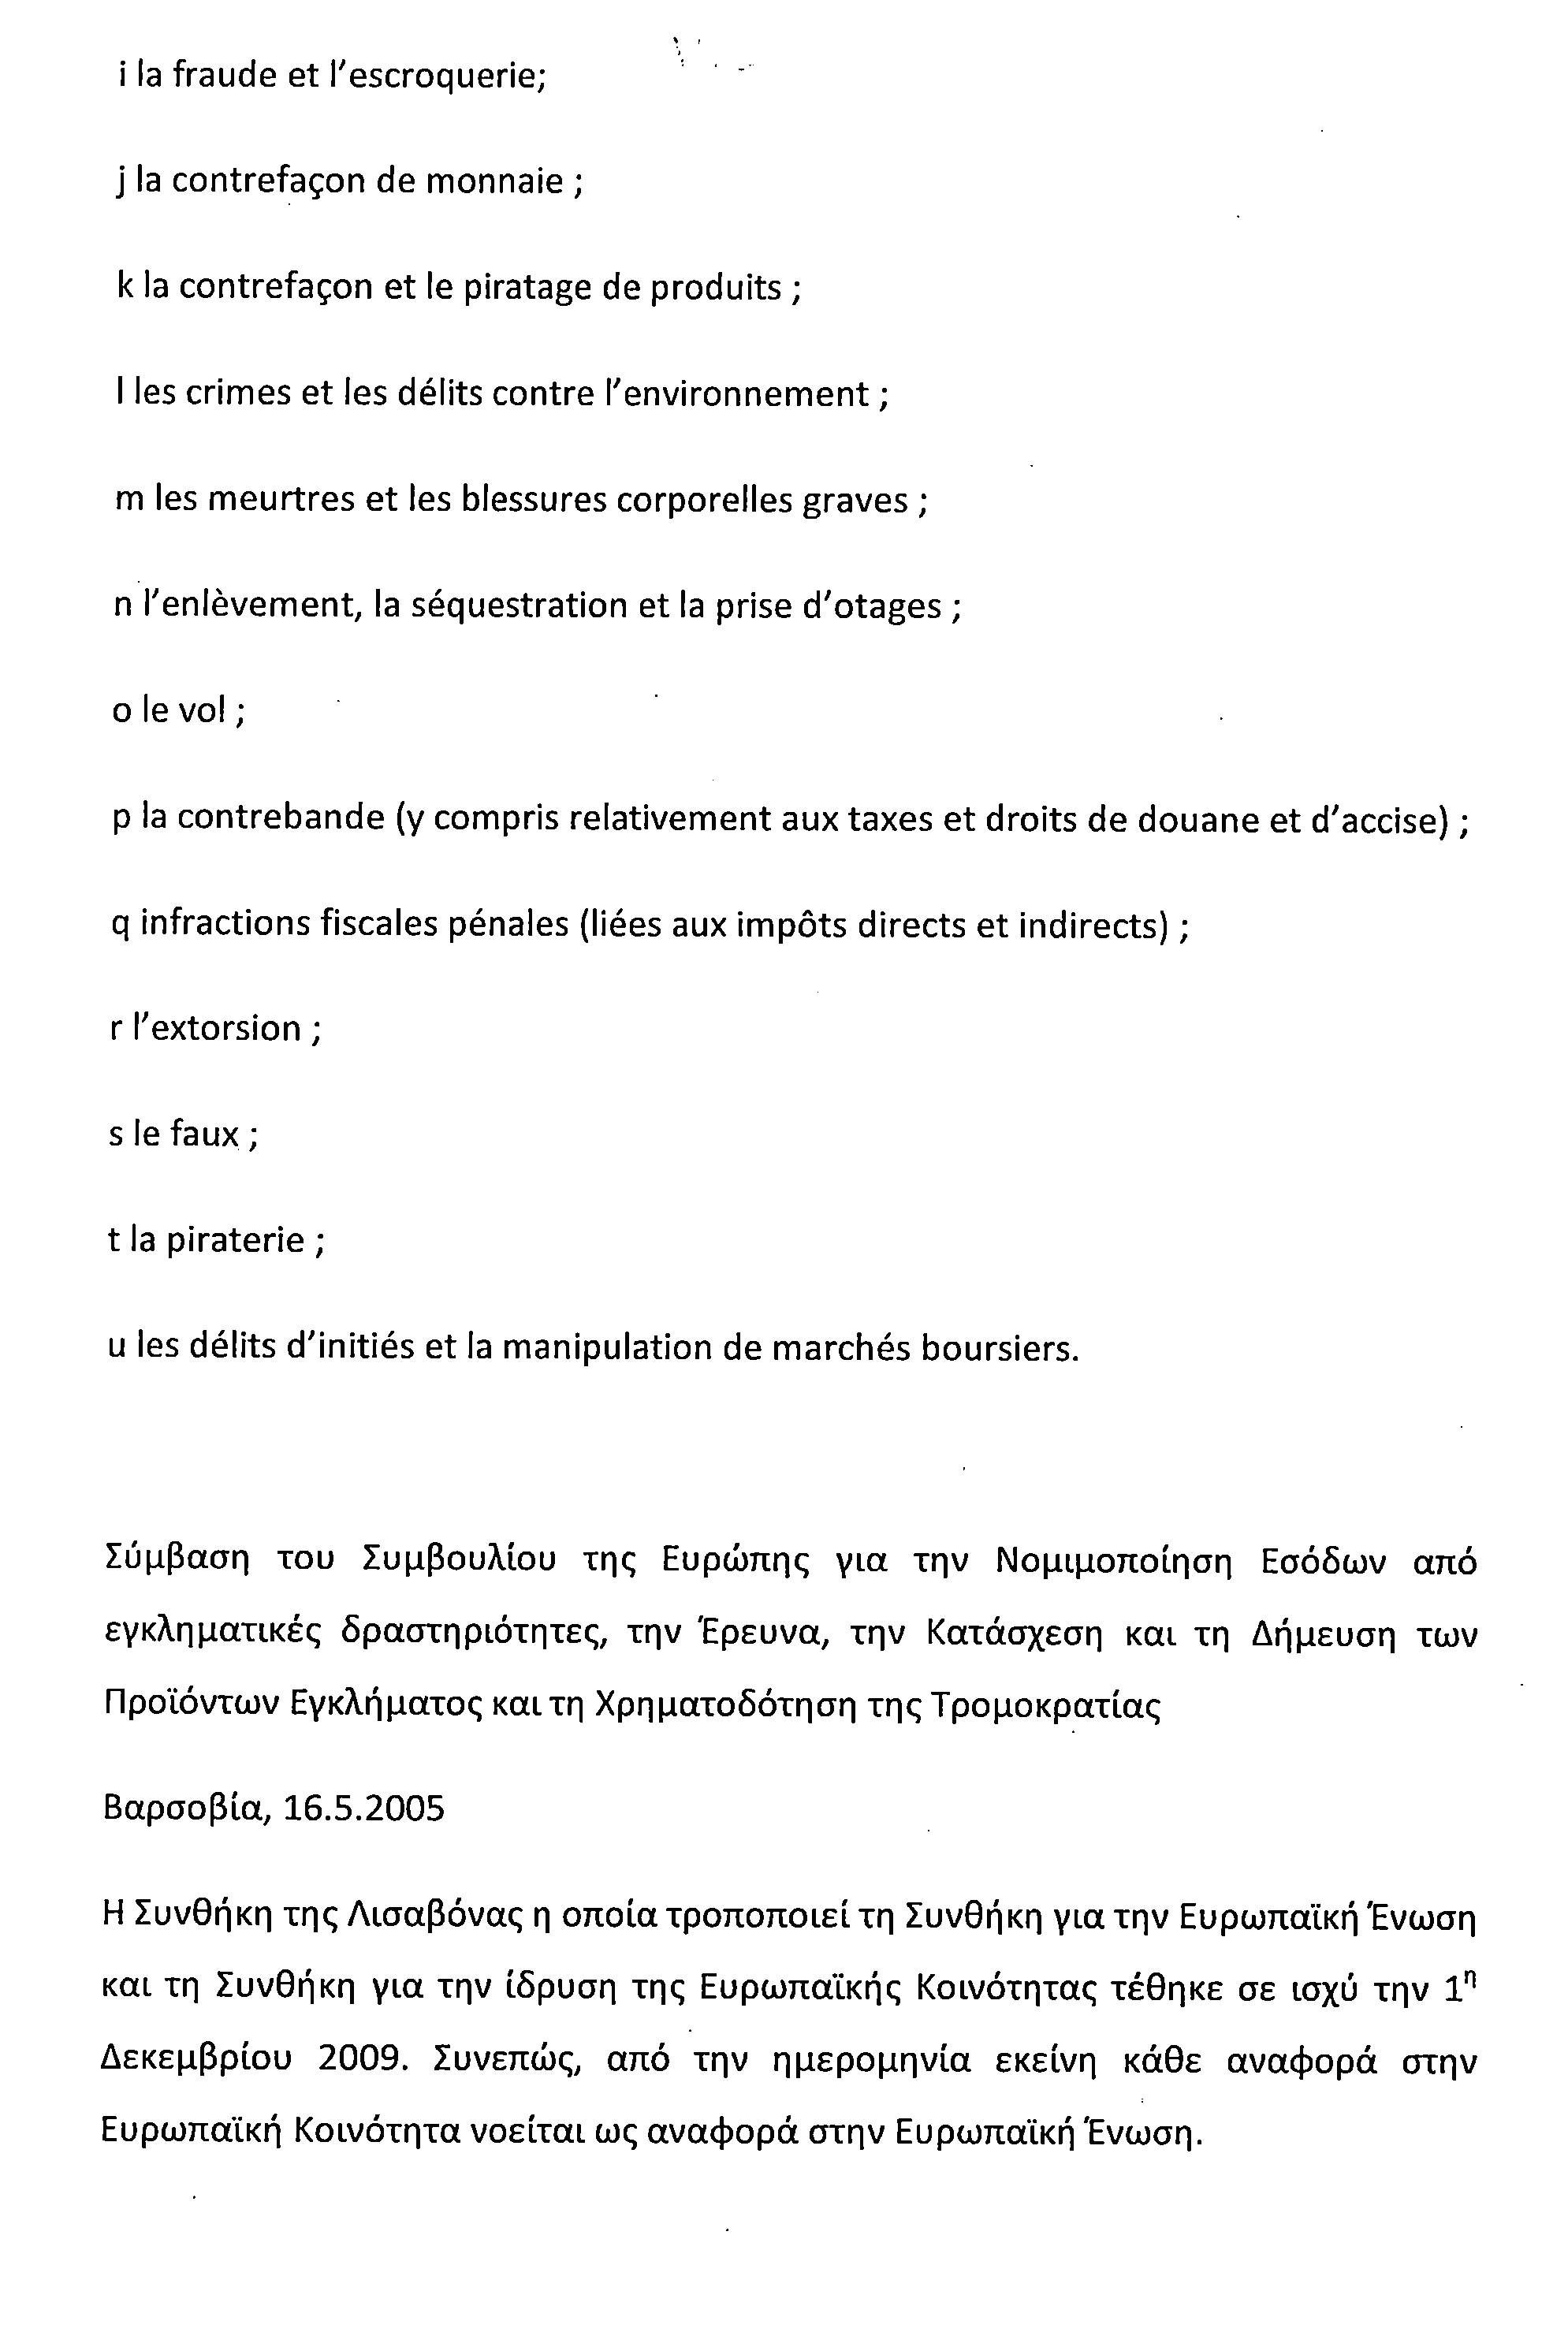 i la fraude et l'escroquerie;
j la contrefaçon de monnaie ;
k la contrefaçon et le piratage de produits ;
l les crimes et les délits contre l'environnement ;
m les meurtres et les blessures corporelles graves ;
n l'enlèvement, la séquestration et la prise d'otages ;
o le vol ;
p la contrebande (y compris relativement aux taxes et droits de douane et d'accise) ;
q infractions fiscales pénales (liées aux impôts directs et indirects) ;
r l'extorsion ;
s le faux ;
t la piraterie ;
u les délits d'initiés et la manipulation de marchés boursiers.
Σύμβαση του Συμβουλίου της Ευρώπης για την Νομιμοποίηση Εσόδων από
εγκληματικές δραστηριότητες, την Έρευνα, την Κατάσχεση και τη Δήμευση των
Προϊόντων Εγκλήματος και τη Χρηματοδότηση της Τρομοκρατίας
Βαρσοβία, 16.5.2005
Η Συνθήκη της Λισαβόνας η οποία τροποποιεί τη Συνθήκη για την Ευρωπαϊκή Ένωση
και τη Συνθήκη για την ίδρυση της Ευρωπαϊκής Κοινότητας τέθηκε σε ισχύ την 1η
Δεκεμβρίου 2009. Συνεπώς, από την ημερομηνία εκείνη κάθε αναφορά στην
Ευρωπαϊκή Κοινότητα νοείται ως αναφορά στην Ευρωπαϊκή Ένωση.